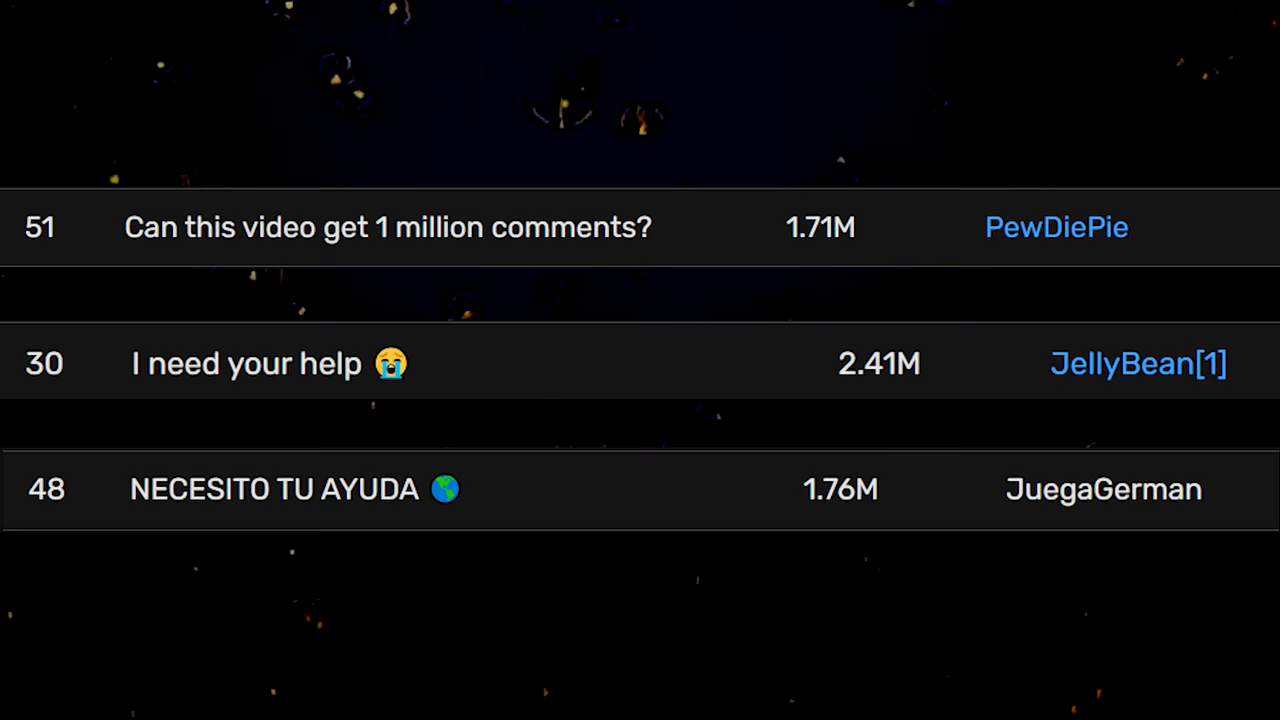 51 Can this video get 1 million comments? 1.71M PewDiePie
30 I need your help 😭 2.41M JellyBean[1]
48 NECESITO TU AYUDA 🌎 1.76M JuegaGerman